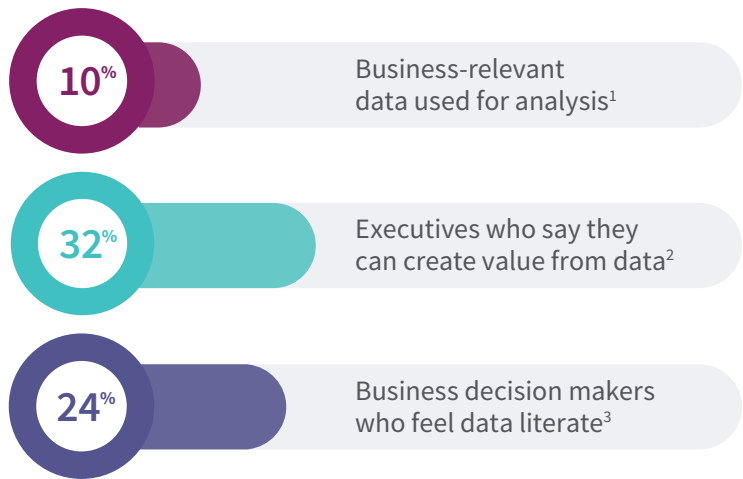 10%
Business-relevant
data used for analysis¹
32%
Executives who say they
can create value from data²
24%
Business decision makers
who feel data literate³